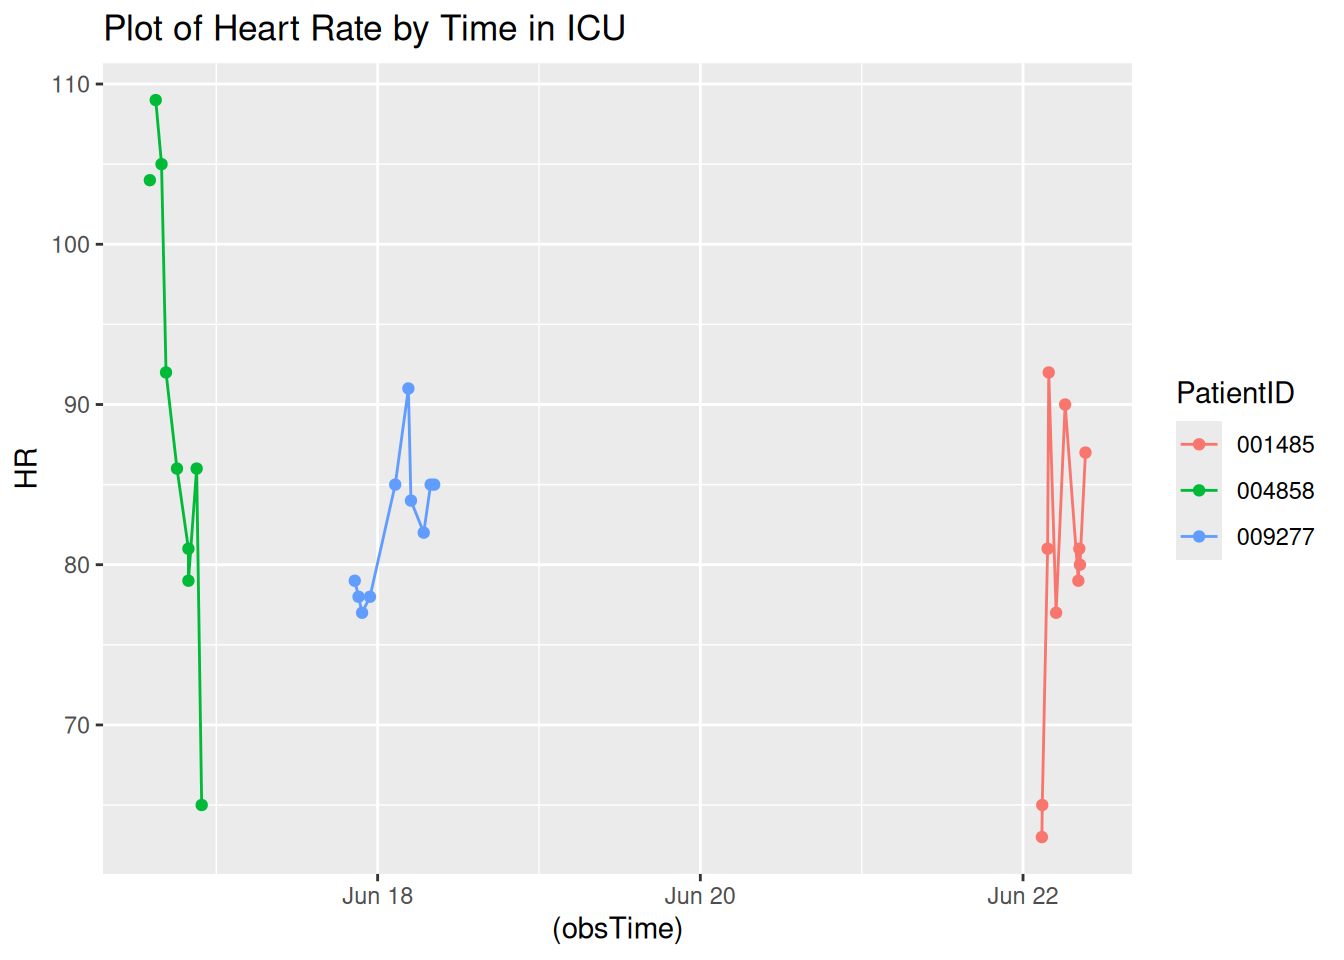 Plot of Heart Rate by Time in ICU
110
100
90
80
70
HR
Jun 18
Jun 20
Jun 22
(obsTime)
PatientID
001485
004858
009277